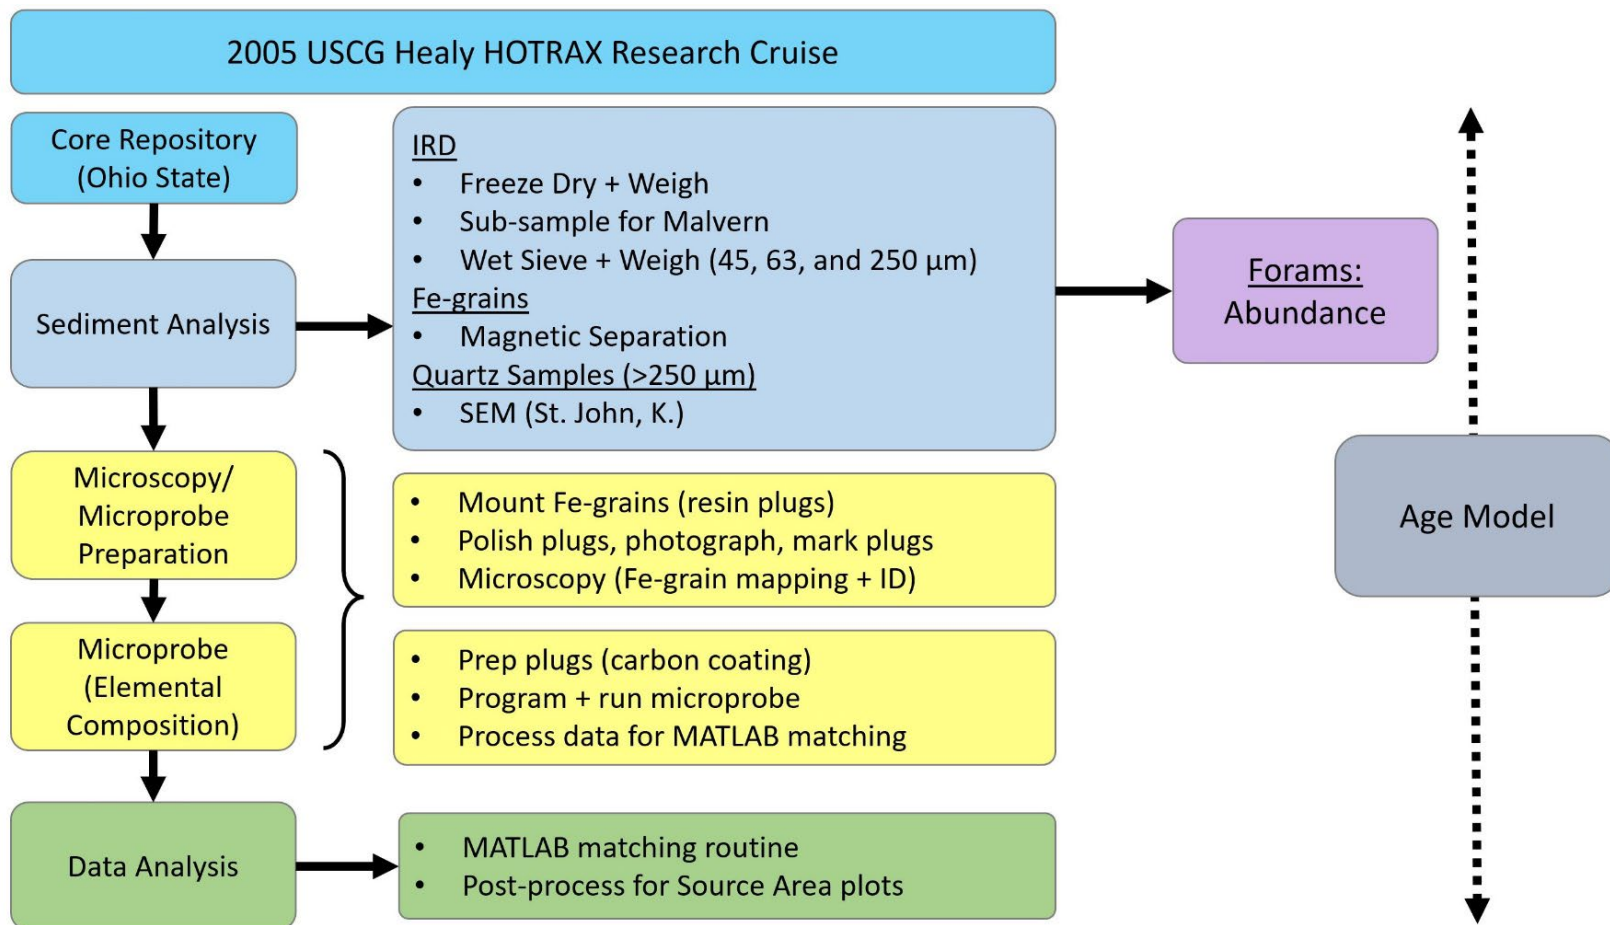 2005 USCG Healy HOTRAX Research Cruise
Core Repository
(Ohio State)
Sediment Analysis
IRD
• Freeze Dry + Weigh
• Sub-sample for Malvern
• Wet Sieve + Weigh (45, 63, and 250 µm)
Fe-grains
• Magnetic Separation
Quartz Samples (>250 µm)
• SEM (St. John, K.)
Forams:
Abundance
Age Model
Microscopy/
Microprobe
Preparation
• Mount Fe-grains (resin plugs)
• Polish plugs, photograph, mark plugs
• Microscopy (Fe-grain mapping + ID)
Microprobe
(Elemental
Composition)
• Prep plugs (carbon coating)
• Program + run microprobe
• Process data for MATLAB matching
Data Analysis
• MATLAB matching routine
• Post-process for Source Area plots